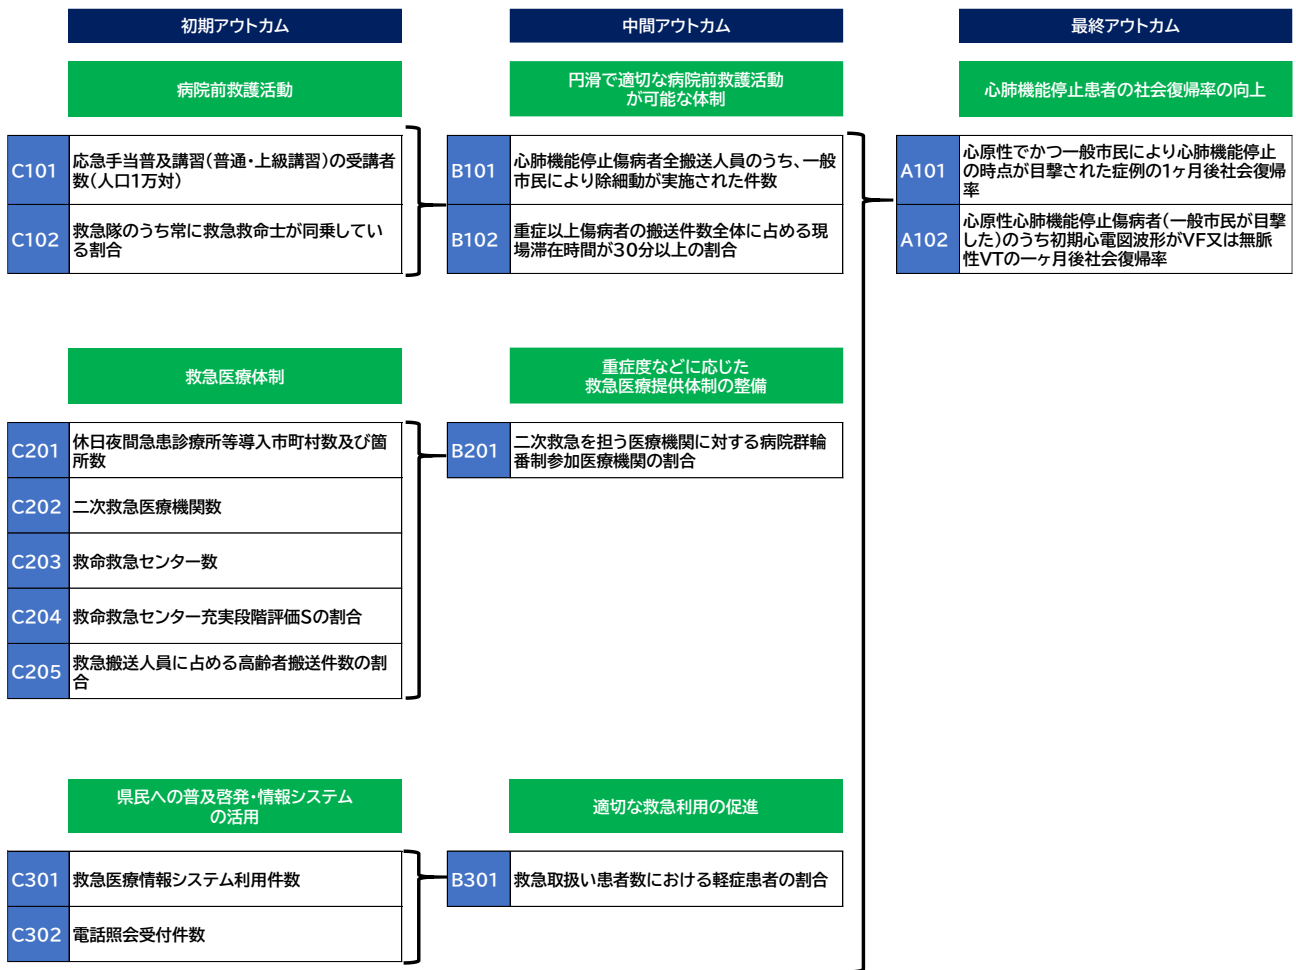 初期アウトカム
中間アウトカム
最終アウトカム
病院前救護活動
円滑で適切な病院前救護活動
が可能な体制
心肺機能停止患者の社会復帰率の向上
C101
応急手当普及講習(普通・上級講習)の受講者
数(人口1万対)
C102
救急隊のうち常に救急救命士が同乗してい
る割合
B101
心肺機能停止傷病者全搬送人員のうち、一般
市民により除細動が実施された件数
B102
重症以上傷病者の搬送件数全体に占める現
場滞在時間が30分以上の割合
A101
心原性でかつ一般市民により心肺機能停止
の時点が目撃された症例の1ヶ月後社会復帰
率
A102
心原性心肺機能停止傷病者(一般市民が目撃
した)のうち初期心電図波形がVF又は無脈
性VTの一ヶ月後社会復帰率
救急医療体制
重症度などに応じた
救急医療提供体制の整備
C201
休日夜間急患診療所等導入市町村数及び箇
所数
C202
二次救急医療機関数
C203
救命救急センター数
C204
救命救急センター充実段階評価Sの割合
C205
救急搬送人員に占める高齢者搬送件数の割
合
B201
二次救急を担う医療機関に対する病院群輪
番制参加医療機関の割合
県民への普及啓発・情報システム
の活用
適切な救急利用の促進
C301
救急医療情報システム利用件数
C302
電話照会受付件数
B301
救急取扱い患者数における軽症患者の割合